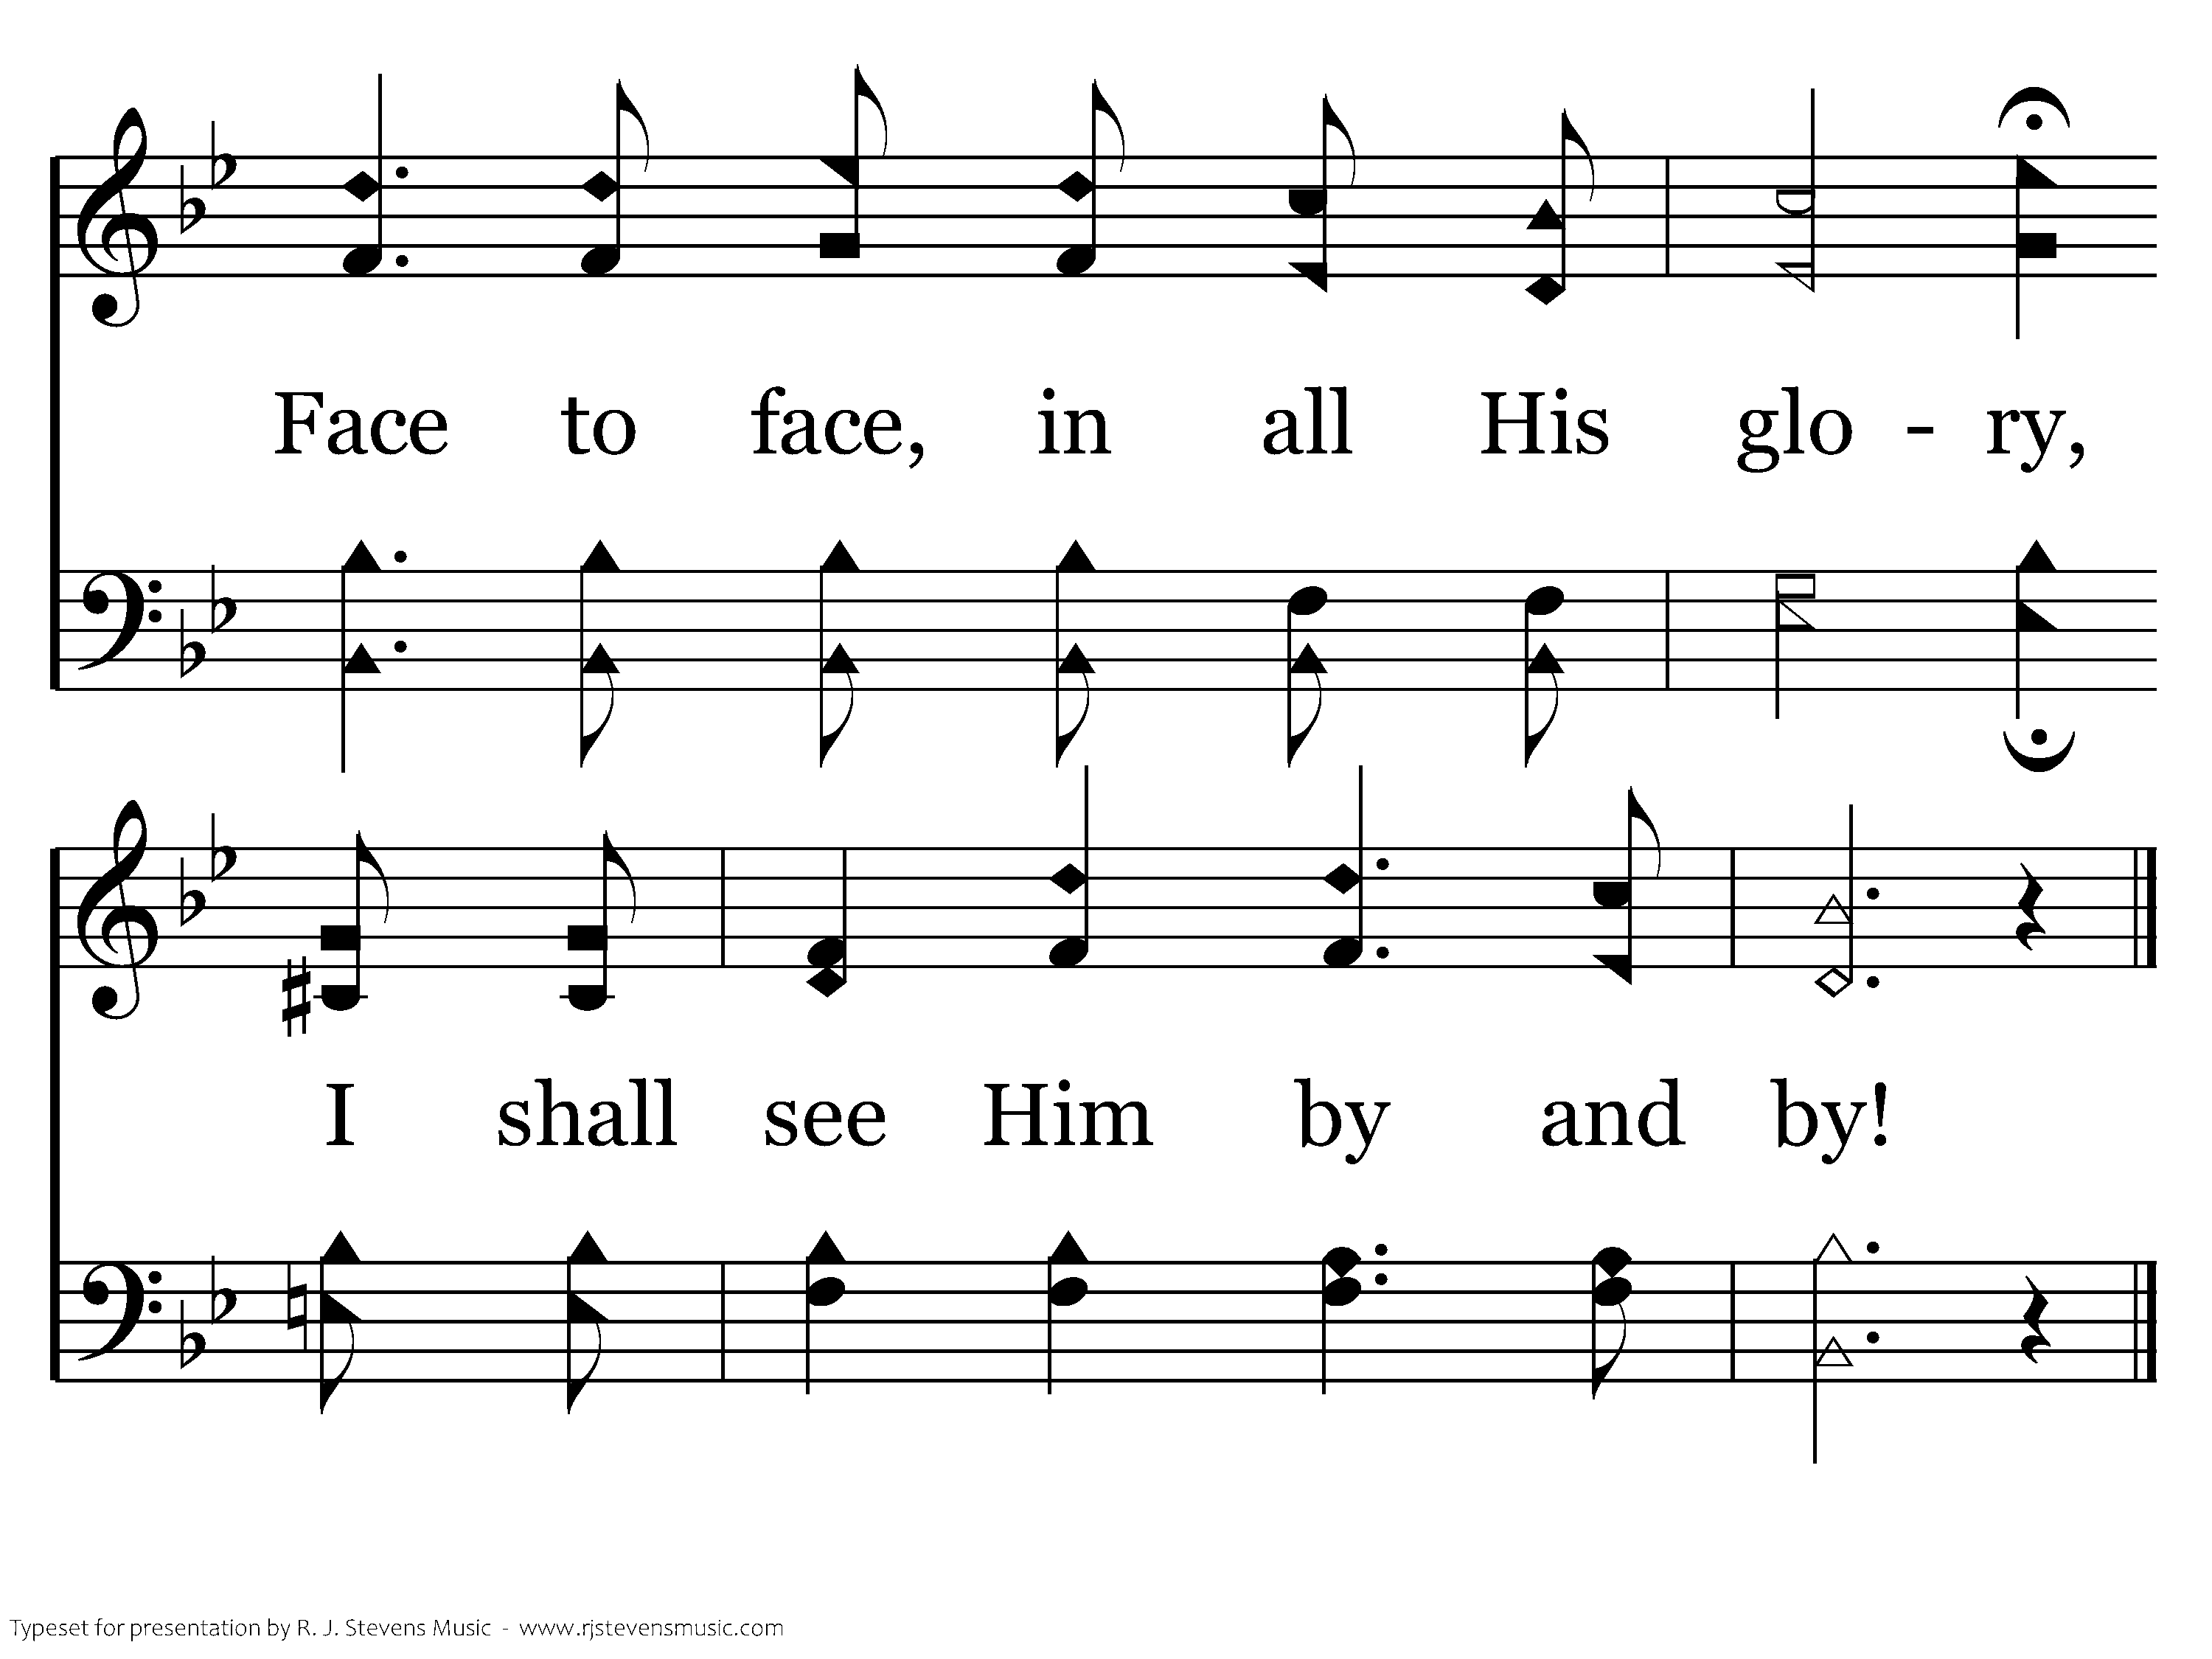 Face to face, in all His glo - ry,
I shall see Him by and by!
Typeset for presentation by R. J. Stevens Music - www.rjstevensmusic.com